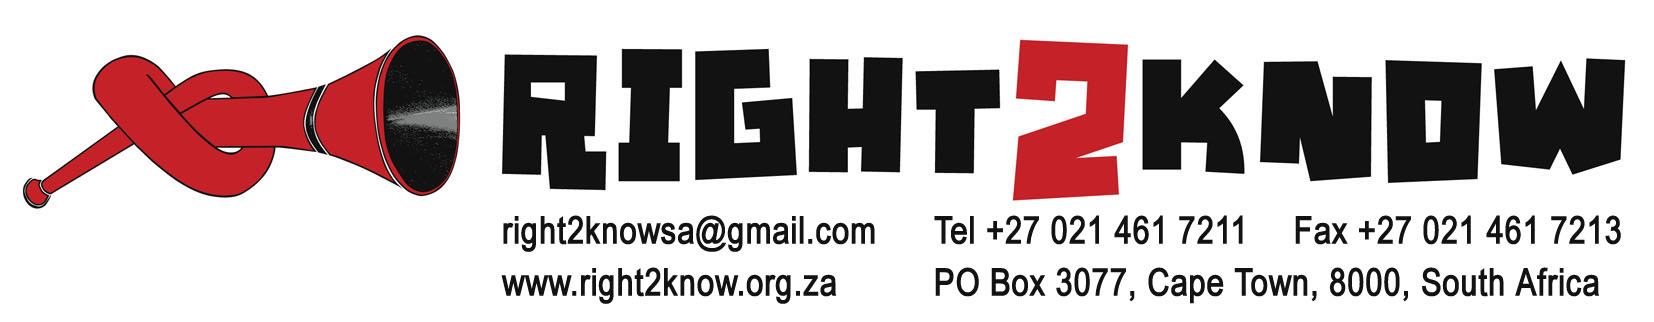 RIGHT2KNOW
right2knowsa@gmail.com Tel +27 021 461 7211 Fax +27 021 461 7213
www.right2know.org.za PO Box 3077, Cape Town, 8000, South Africa